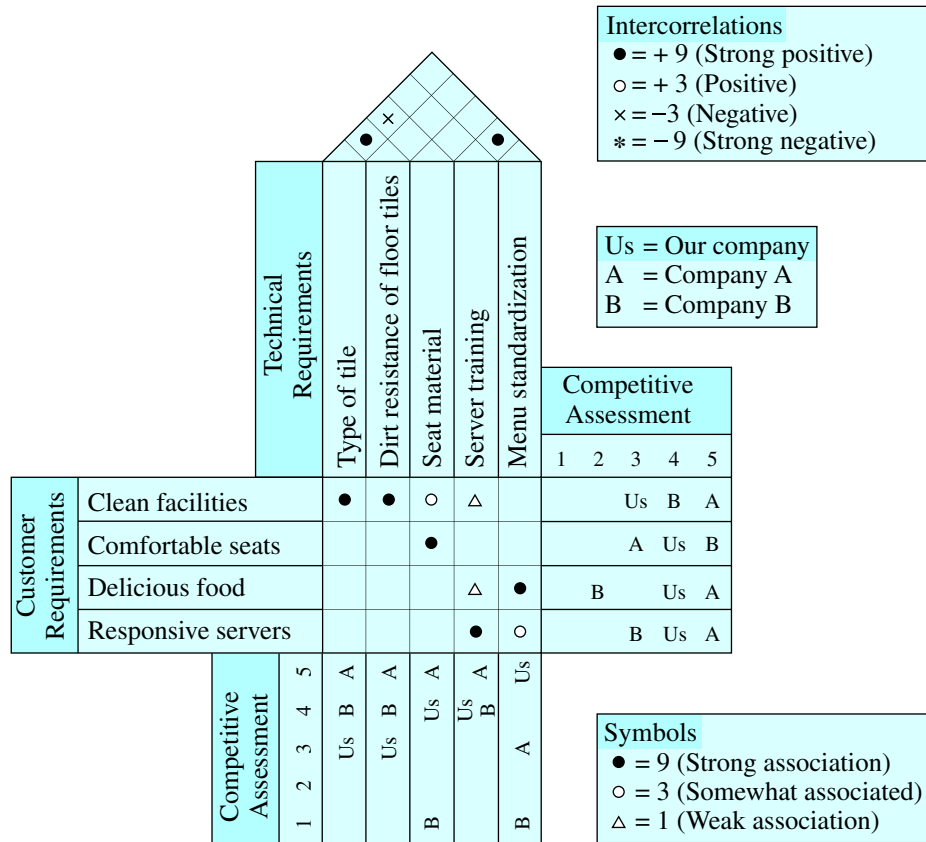 Intercorrelations
● = + 9 (Strong positive)
○ = + 3 (Positive)
× = −3 (Negative)
* = − 9 (Strong negative)
Us = Our company
A = Company A
B = Company B
Technical
Requirements
Type of tile
Dirt resistance of floor tiles
Seat material
Server training
Menu standardization
Competitive
Assessment
1 2 3 4 5
Customer
Requirements
Clean facilities ● ● ○ △ Us B A
Comfortable seats ● A Us B
Delicious food △ ● B Us A
Responsive servers ● ○ B Us A
Competitive
Assessment
1 2 3 4 5
Us B A
Us B A
B Us A
Us B A
B A Us
Symbols
● = 9 (Strong association)
○ = 3 (Somewhat associated)
△ = 1 (Weak association)